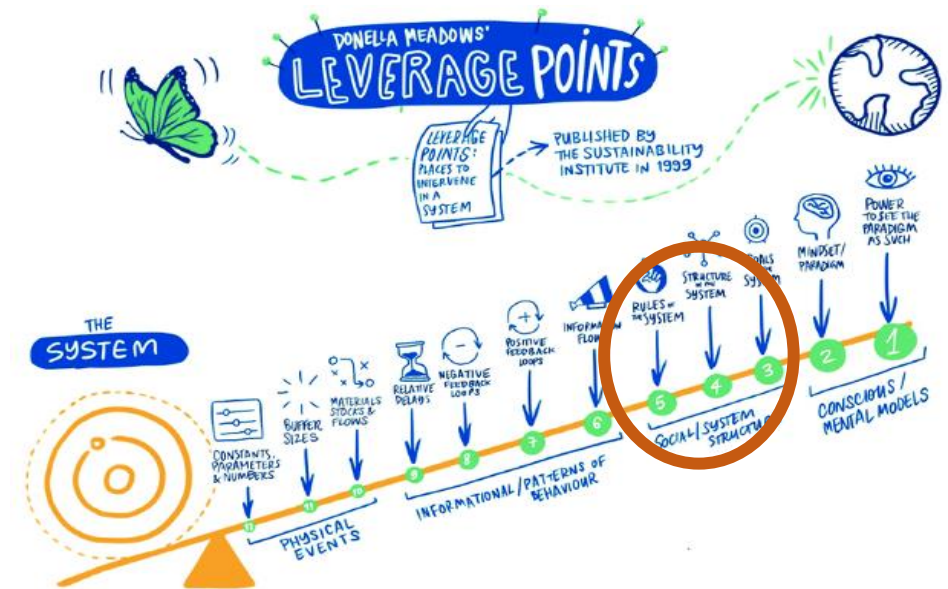 DONELLA MEADOWS'
LEVERAGE POINTS
LEVERAGE
POINTS:
PLACES TO
INTERVENE
IN A
SYSTEM
PUBLISHED BY
THE SUSTAINABILITY
INSTITUTE IN 1999
THE
SYSTEM
CONSTANTS,
PARAMETERS
& NUMBERS
BUFFER
SIZES
MATERIALS
STOCKS &
FLOWS
RELATIVE
DELAYS
NEGATIVE
FEEDBACK
LOOPS
POSITIVE
FEEDBACK
LOOPS
INFORMATION
FLOWS
RULES OF
THE SYSTEM
STRUCTURE
OF THE
SYSTEM
GOALS
SYSTEM
MINDSET/
PARADIGM
POWER
TO SEE THE
PARADIGM
AS SUCH
12
11
10
9
8
7
6
5
4
3
2
1
PHYSICAL
EVENTS
INFORMATIONAL/PATTERNS OF
BEHAVIOUR
SOCIAL/SYSTEM
STRUCTURE
CONSCIOUS/
MENTAL MODELS